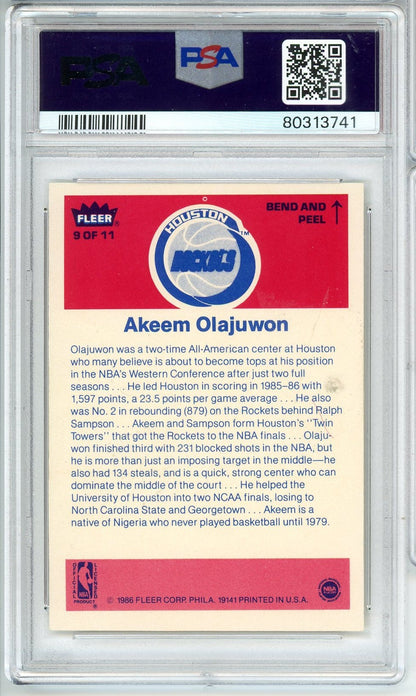 PSA
PSA
80313741
FLEER
9 OF 11
HOUSTON
TM
ROCKETS
BEND AND
PEEL
Akeem Olajuwon
Olajuwon was a two-time All-American center at Houston
who many believe is about to become tops at his position
in the NBA's Western Conference after just two full
seasons . . . He led Houston in scoring in 1985–86 with
1,597 points, a 23.5 points per game average . . . He also
was No. 2 in rebounding (879) on the Rockets behind Ralph
Sampson . . . Akeem and Sampson form Houston's "Twin
Towers" that got the Rockets to the NBA finals . . . Olaju-
won finished third with 231 blocked shots in the NBA, but
he is more than just an imposing target in the middle—he
also had 134 steals, and is a quick, strong center who can
dominate the middle of the court . . . He helped the
University of Houston into two NCAA finals, losing to
North Carolina State and Georgetown . . . Akeem is a
native of Nigeria who never played basketball until 1979.
OFFICIAL
LICENSED
NBA
PRODUCT
© 1986 FLEER CORP. PHILA. 19141 PRINTED IN U.S.A.
NBA